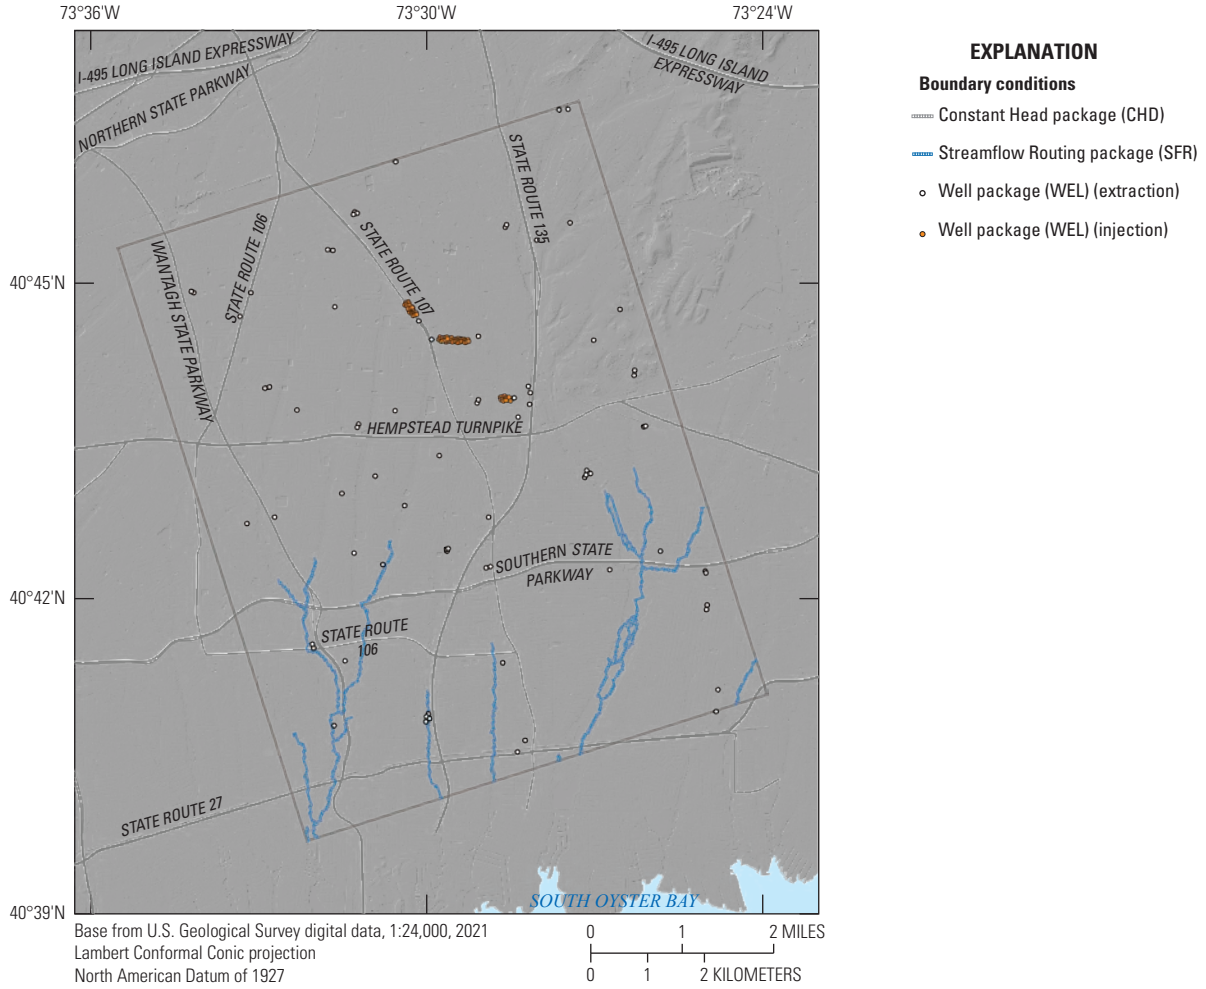 73°36'W
73°30'W
73°24'W
I-495 LONG ISLAND EXPRESSWAY
I-495 LONG ISLAND
EXPRESSWAY
NORTHERN STATE PARKWAY
EXPLANATION
Boundary conditions
Constant Head package (CHD)
Streamflow Routing package (SFR)
Well package (WEL) (extraction)
Well package (WEL) (injection)
STATE ROUTE 135
STATE ROUTE 106
STATE ROUTE 107
WANTAGH STATE PARKWAY
40°45'N
HEMPSTEAD TURNPIKE
SOUTHERN STATE
PARKWAY
40°42'N
STATE ROUTE
106
STATE ROUTE 27
SOUTH OYSTER BAY
40°39'N
Base from U.S. Geological Survey digital data, 1:24,000, 2021
Lambert Conformal Conic projection
North American Datum of 1927
0 1 2 MILES
0 1 2 KILOMETERS